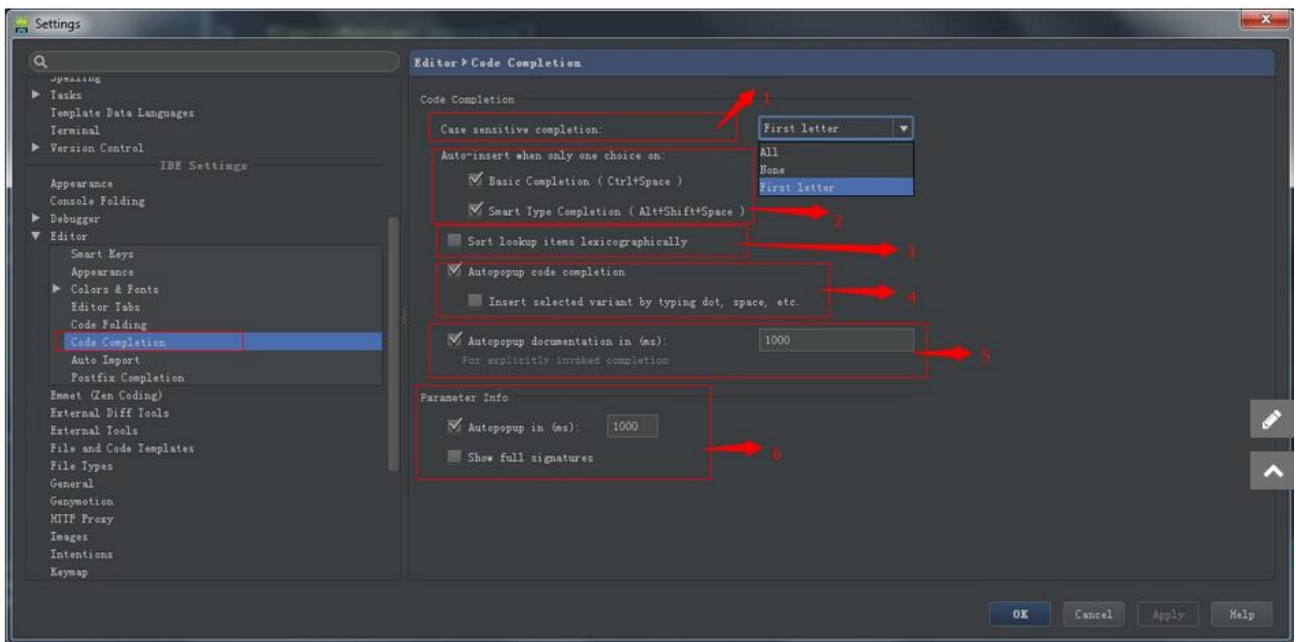 Settings
Editor ▶ Code Completion
Spelling
Tasks
Template Data Languages
Terminal
Version Control
IDE Settings
Appearance
Console Folding
Debugger
Editor
Smart Keys
Appearance
Colors & Fonts
Editor Tabs
Code Folding
Code Completion
Auto Import
Postfix Completion
Emmet (Zen Coding)
External Diff Tools
External Tools
File and Code Templates
File Types
General
Genymotion
HTTP Proxy
Images
Intentions
Keymap
Code Completion
1
Case sensitive completion:
First letter
All
None
First letter
Auto-insert when only one choice on:
Basic Completion ( Ctrl+Space )
Smart Type Completion ( Alt+Shift+Space )
2
Sort lookup items lexicographically
3
Autopopup code completion
Insert selected variant by typing dot, space, etc.
4
Autopopup documentation in (ms):
1000
For explicitly invoked completion
5
Parameter Info
Autopopup in (ms):
1000
Show full signatures
6
OK
Cancel
Apply
Help